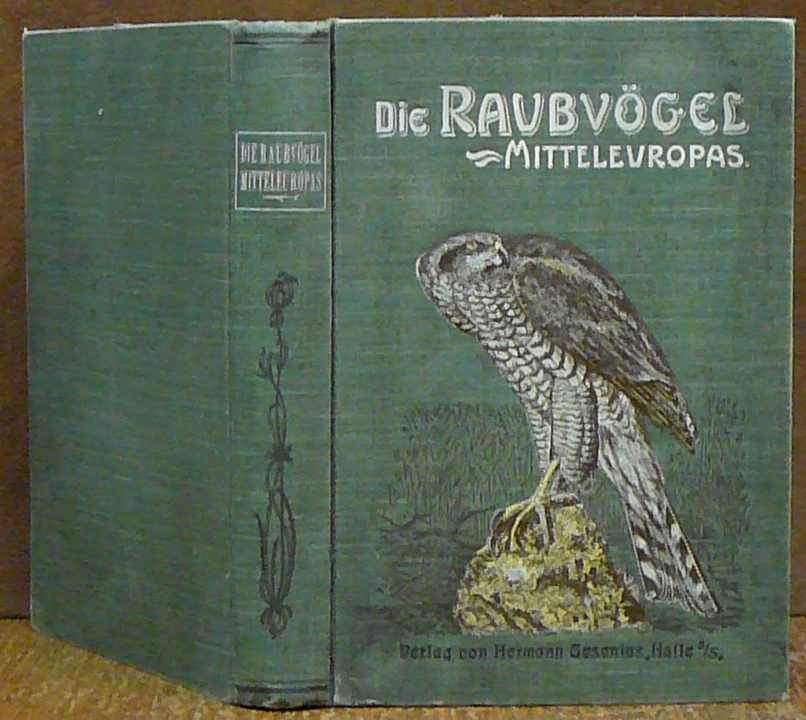 DIE RAUBVÖGEL
MITTELEUROPAS
DIE RAUBVÖGEL
MITTELEUROPAS.
Verlag von Hermann Gesenius, Halle a/S.